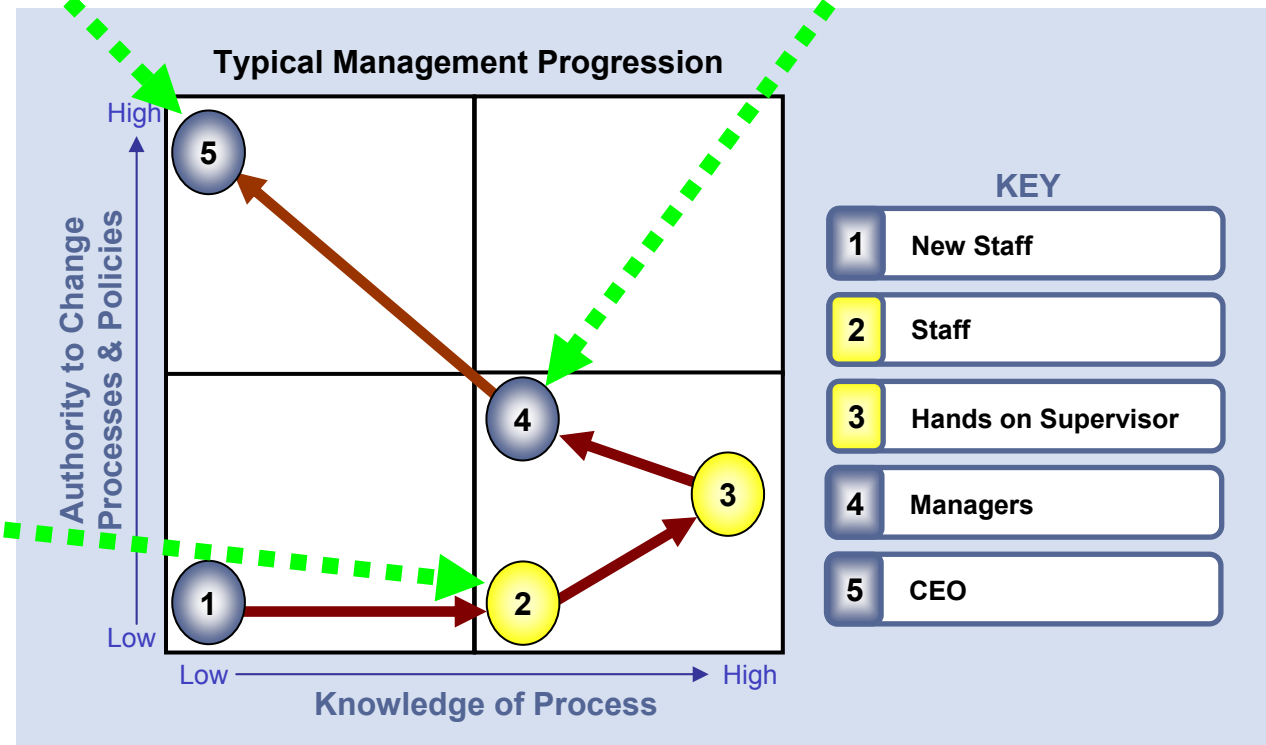 Typical Management Progression
High
5
Authority to Change
Processes & Policies
4
3
1
2
Low
Low
High
Knowledge of Process
KEY
1 New Staff
2 Staff
3 Hands on Supervisor
4 Managers
5 CEO